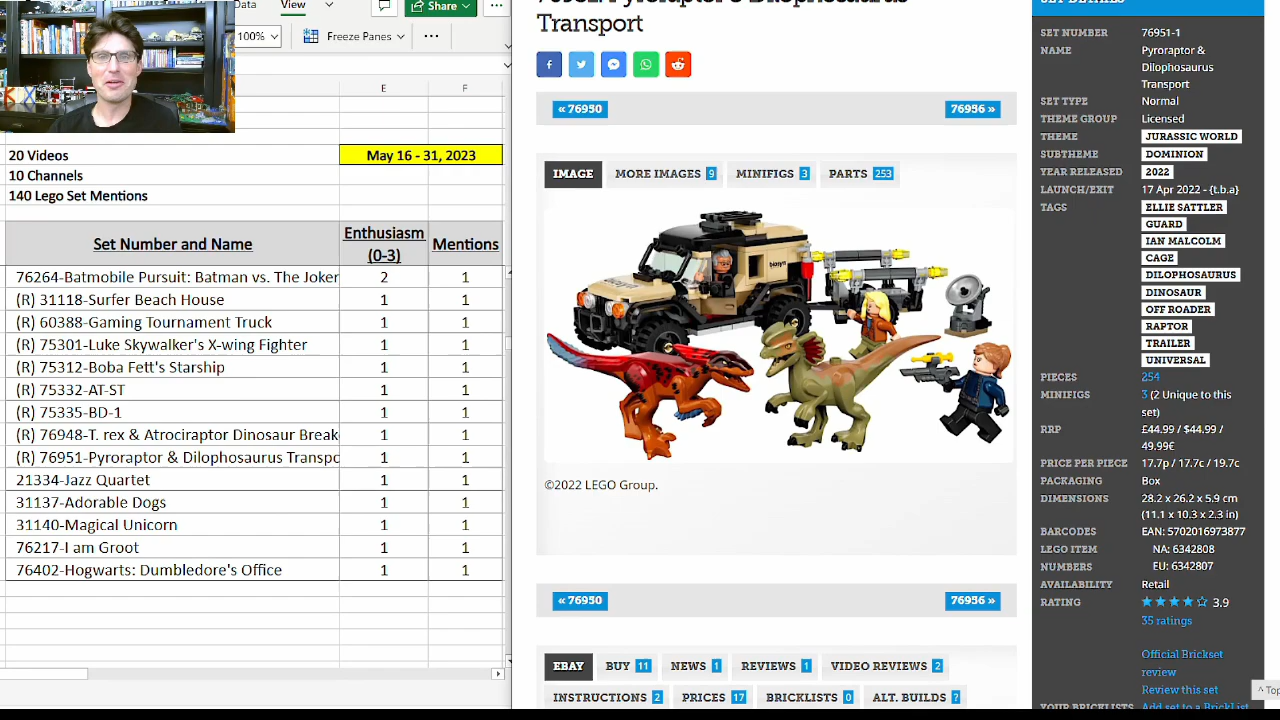 Data
View
Share
...
100%
Freeze Panes
...
E
F
20 Videos
May 16 - 31, 2023
10 Channels
140 Lego Set Mentions
Set Number and Name
Enthusiasm (0-3)
Mentions
76264-Batmobile Pursuit: Batman vs. The Joker 2 1
(R) 31118-Surfer Beach House 1 1
(R) 60388-Gaming Tournament Truck 1 1
(R) 75301-Luke Skywalker's X-wing Fighter 1 1
(R) 75312-Boba Fett's Starship 1 1
(R) 75332-AT-ST 1 1
(R) 75335-BD-1 1 1
(R) 76948-T. rex & Atrociraptor Dinosaur Break 1 1
(R) 76951-Pyroraptor & Dilophosaurus Transpo 1 1
21334-Jazz Quartet 1 1
31137-Adorable Dogs 1 1
31140-Magical Unicorn 1 1
76217-I am Groot 1 1
76402-Hogwarts: Dumbledore's Office 1 1
Transport
« 76950
76956 »
IMAGE
MORE IMAGES 9
MINIFIGS 3
PARTS 253
biosyn
©2022 LEGO Group.
« 76950
76956 »
EBAY
BUY 11
NEWS 1
REVIEWS 1
VIDEO REVIEWS 2
INSTRUCTIONS 2
PRICES 17
BRICKLISTS 0
ALT. BUILDS ?
SET NUMBER 76951-1
NAME Pyroraptor &
Dilophosaurus
Transport
SET TYPE Normal
THEME GROUP Licensed
THEME JURASSIC WORLD
SUBTHEME DOMINION
YEAR RELEASED 2022
LAUNCH/EXIT 17 Apr 2022 - {t.b.a}
TAGS ELLIE SATTLER
GUARD
IAN MALCOLM
CAGE
DILOPHOSAURUS
DINOSAUR
OFF ROADER
RAPTOR
TRAILER
UNIVERSAL
PIECES 254
MINIFIGS 3 (2 Unique to this
set)
RRP £44.99 / $44.99 /
49.99€
PRICE PER PIECE 17.7p / 17.7c / 19.7c
PACKAGING Box
DIMENSIONS 28.2 x 26.2 x 5.9 cm
(11.1 x 10.3 x 2.3 in)
BARCODES EAN: 5702016973877
LEGO ITEM NA: 6342808
NUMBERS EU: 6342807
AVAILABILITY Retail
RATING 3.9
35 ratings
Official Brickset
review
Review this set
YOUR BRICKLISTS Add set to a BrickList
^ Top